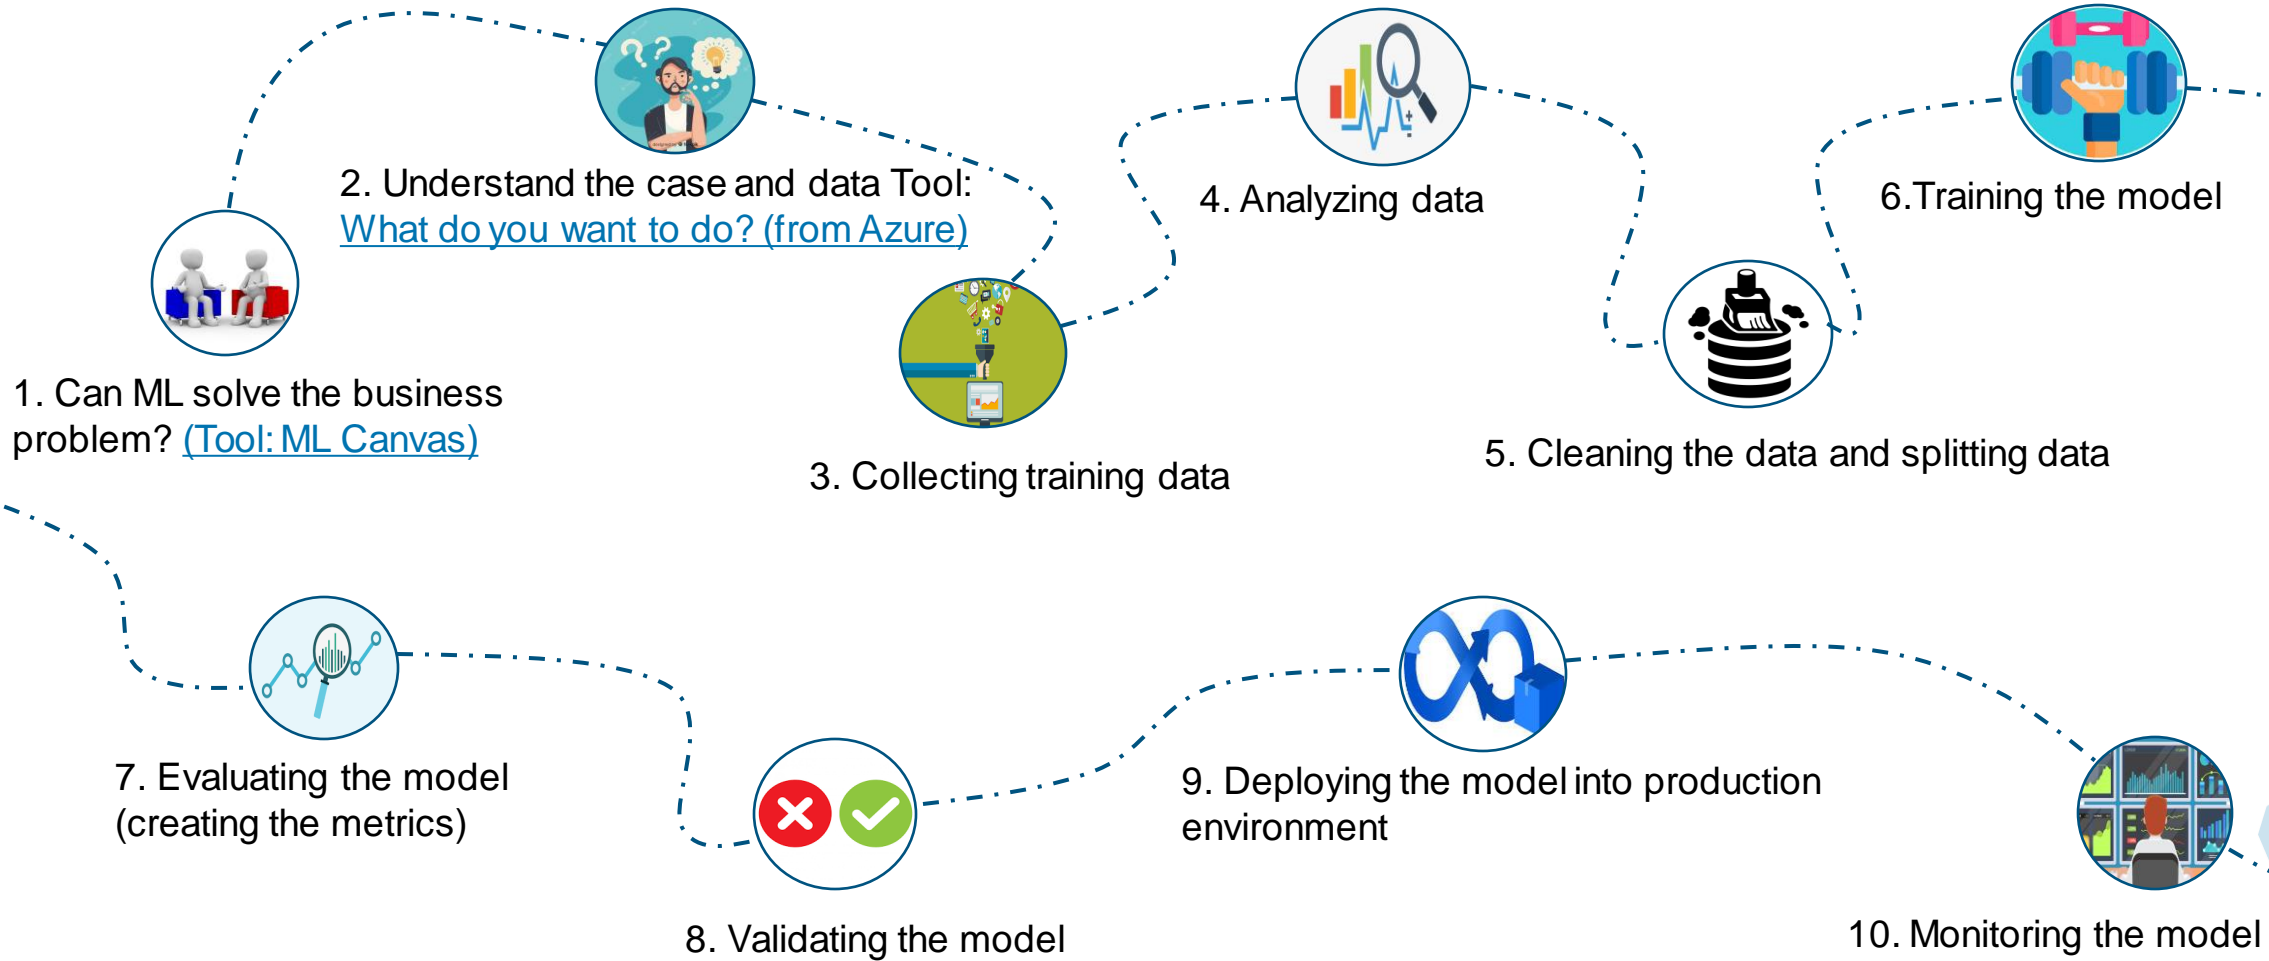 1. Can ML solve the business
problem? (Tool: ML Canvas)
2. Understand the case and data Tool:
What do you want to do? (from Azure)
3. Collecting training data
4. Analyzing data
5. Cleaning the data and splitting data
6.Training the model
7. Evaluating the model
(creating the metrics)
8. Validating the model
9. Deploying the model into production
environment
10. Monitoring the model